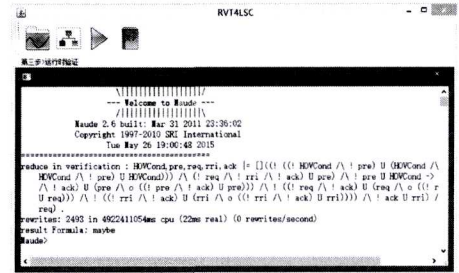 RVT4LSC
第三步:运行时验证
\||||||||||||||||||/
--- Welcome to Maude ---
/||||||||||||||||||\
Maude 2.6 built: Mar 31 2011 23:36:02
Copyright 1997-2010 SRI International
Tue May 26 19:00:48 2015
==========================================
reduce in verification : HOVCond,pre,req,rri,ack |= []((! ((! HOVCond /\ ! pre) U (HOVCond /\
HOVCond /\ ! pre) U HOVCond))) /\ (! req /\ ! rri /\ ! ack) U pre) /\ ! pre U HOVCond ->
/\ ! ack) U (pre /\ o ((! pre) U pre))) /\ ! ((! req /\ ! ack) U (req /\ o ((! r
U req))) /\ ! ((! rri /\ ! ack) U (rri /\ o ((! rri /\ ! ack) U rri)))) /\ ! ack U rri) /
req) .
rewrites: 2493 in 4922411054ms cpu (22ms real) (0 rewrites/second)
result Formula: maybe
Maude>